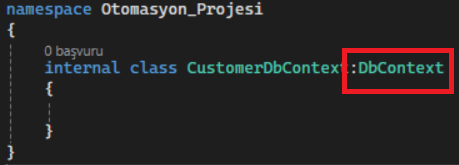 namespace Otomasyon_Projesi
{
0 başvuru
internal class CustomerDbContext:DbContext
{
}
}